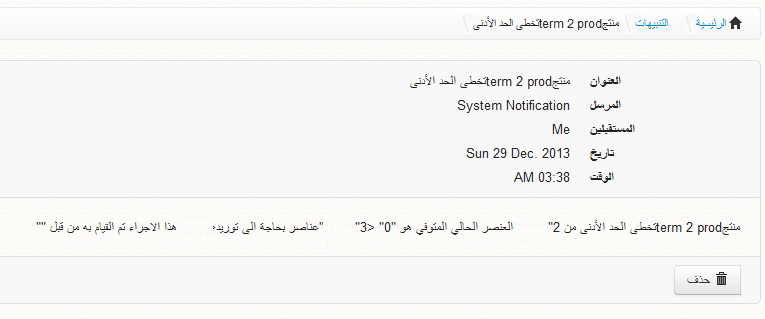 الرئيسية \ التنبيهات \ منتجterm 2 prodتخطى الحد الأدنى
العنوان منتجterm 2 prodتخطى الحد الأدنى
المرسل System Notification
المستقبلين Me
تاريخ Sun 29 Dec. 2013
الوقت AM 03:38
منتجterm 2 prodتخطى الحد الأدنى من 2" العنصر الحالي المتوفي هو "0" <3" "عناصر بحاجة الى توريده هذا الاجراء تم القيام به من قبل ""
حذف